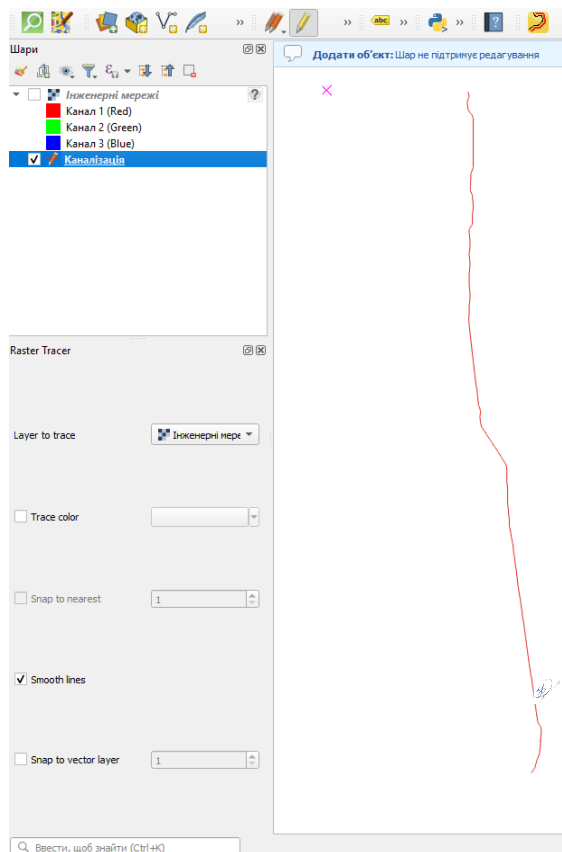 »
»
abc
»
»
?
Шари
Додати об'єкт: Шар не підтримує редагування
Інженерні мережі
?
Канал 1 (Red)
Канал 2 (Green)
Канал 3 (Blue)
Каналізація
Raster Tracer
Layer to trace
Інженерні мере
Trace color
Snap to nearest
1
Smooth lines
Snap to vector layer
1
Ввести, щоб знайти (Ctrl+K)